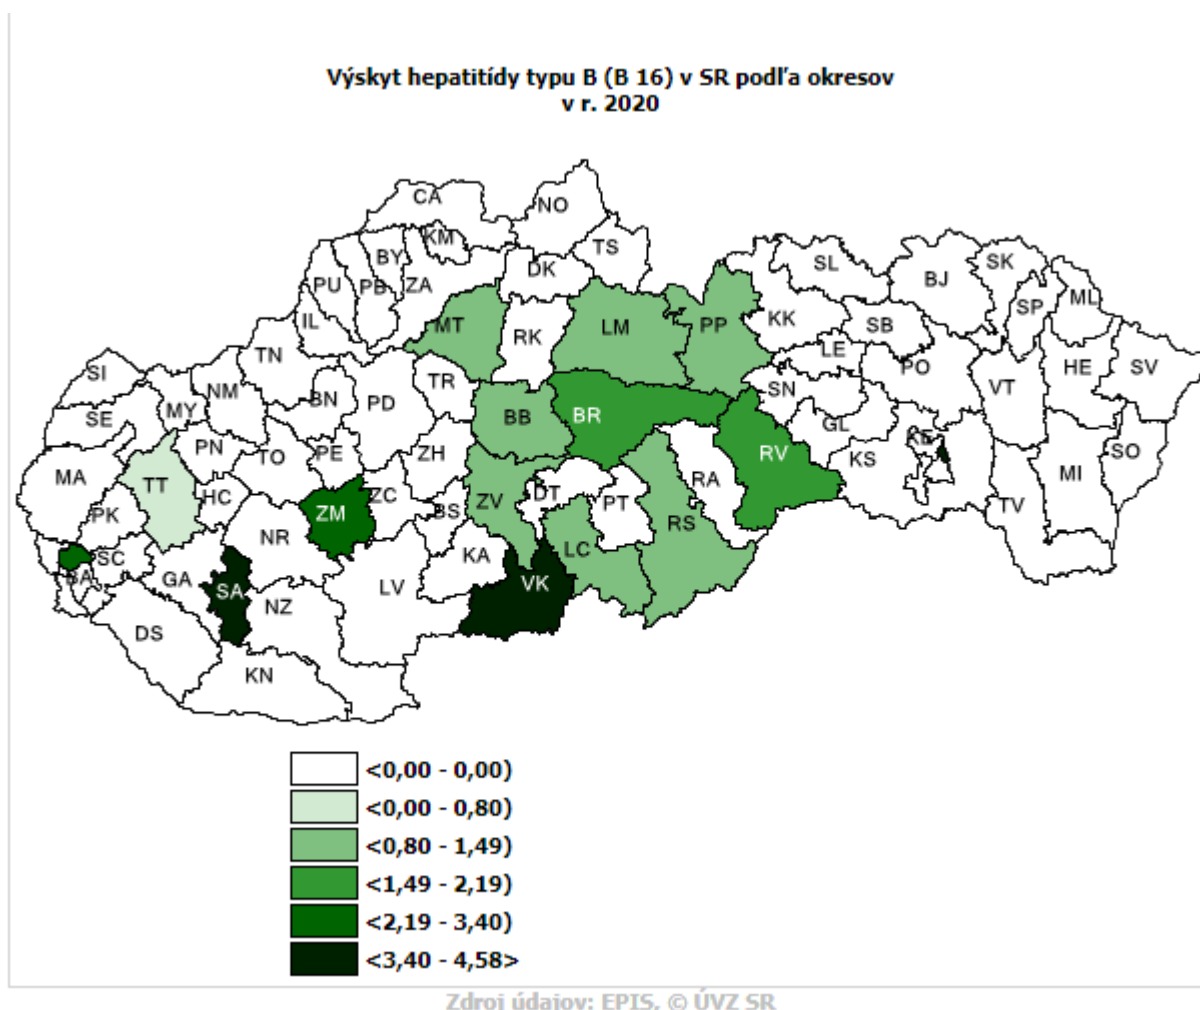 Výskyt hepatitídy typu B (B 16) v SR podľa okresov
v r. 2020
CA
NO
KM
TS
BY
DK
SL
SK
BJ
PU
PB
ZA
ML
SP
IL
MT
RK
LM
PP
KK
SB
TN
LE
PO
HE
SV
SI
TR
SN
VT
NM
BN
PD
SE
MY
BB
BR
GL
KE
PN
TO
PE
ZH
RV
KS
SO
MA
TT
HC
ZC
RA
MI
PK
ZM
BS
ZV
DT
PT
RS
TV
NR
SC
KA
LC
BA
GA
SA
LV
VK
NZ
DS
KN
<0,00 - 0,00)
<0,00 - 0,80)
<0,80 - 1,49)
<1,49 - 2,19)
<2,19 - 3,40)
<3,40 - 4,58>
Zdroj údajov: EPIS, © ÚVZ SR